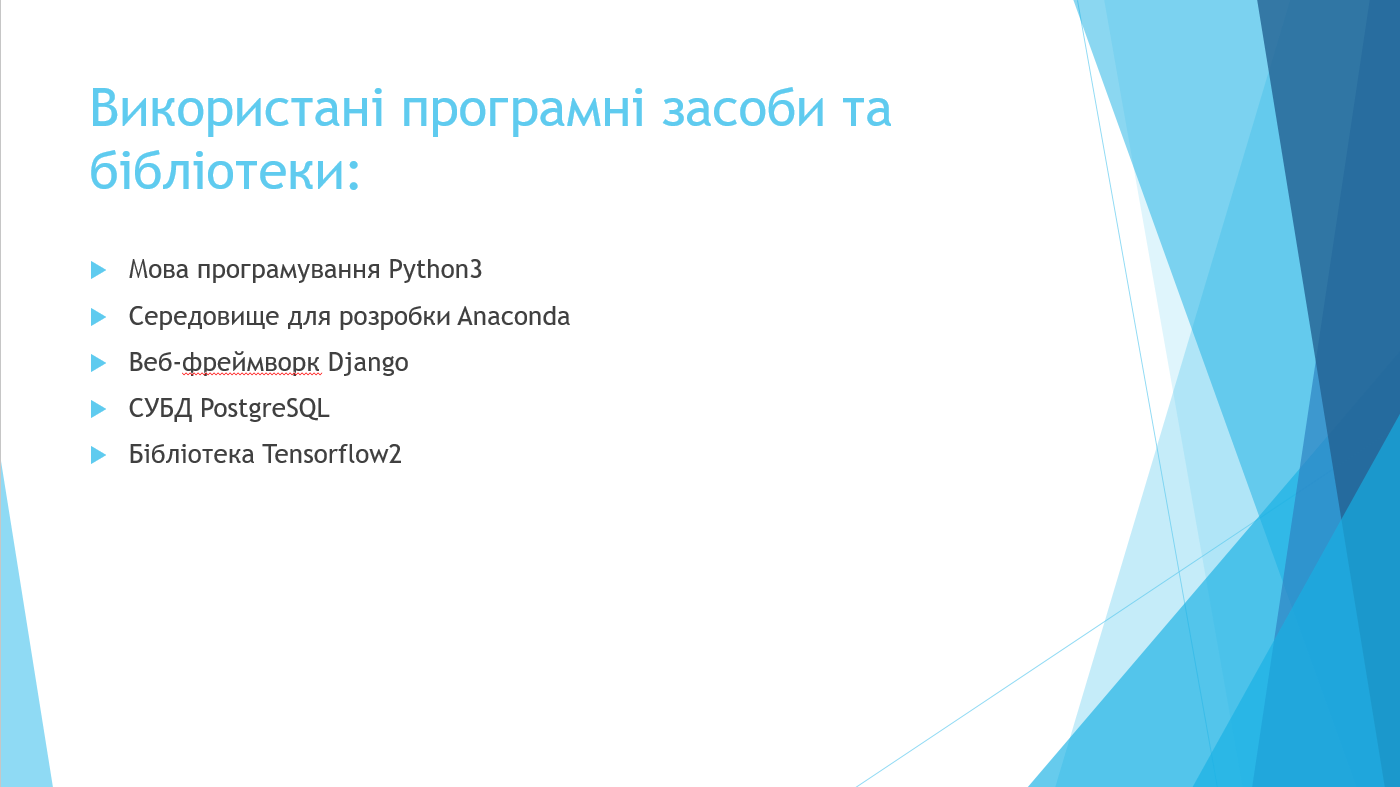 Використані програмні засоби та
бібліотеки:
Мова програмування Python3
Середовище для розробки Anaconda
Веб-фреймворк Django
СУБД PostgreSQL
Бібліотека Tensorflow2